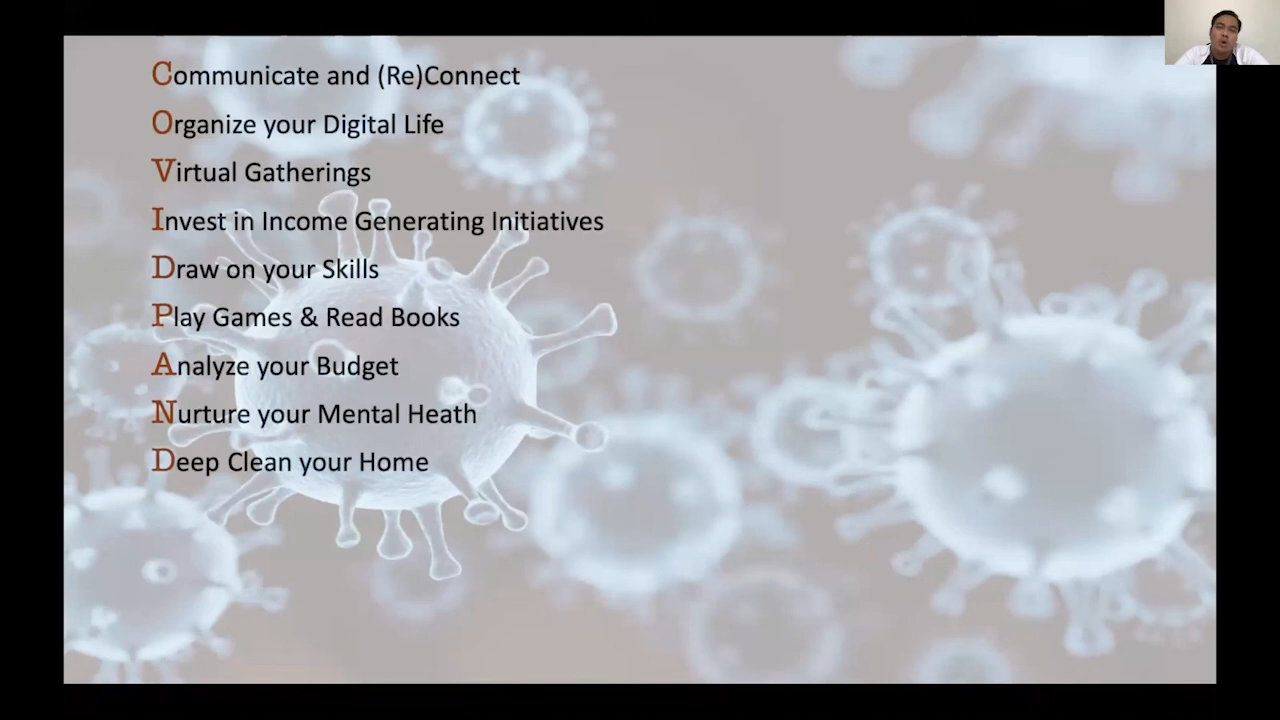 Communicate and (Re)Connect
Organize your Digital Life
Virtual Gatherings
Invest in Income Generating Initiatives
Draw on your Skills
Play Games & Read Books
Analyze your Budget
Nurture your Mental Heath
Deep Clean your Home